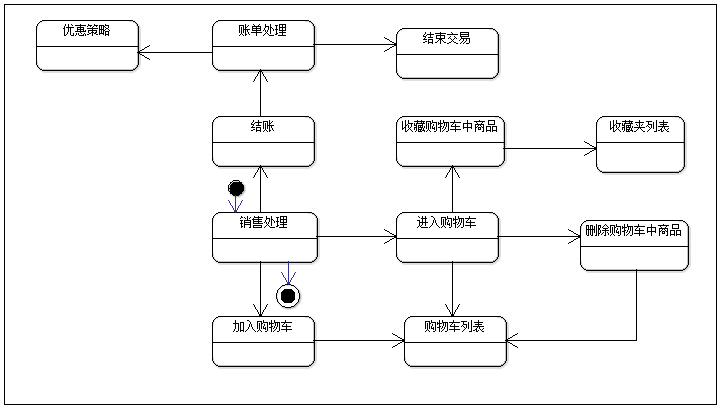 优惠策略
账单处理
结束交易
结账
收藏购物车中商品
收藏夹列表
销售处理
进入购物车
删除购物车中商品
加入购物车
购物车列表